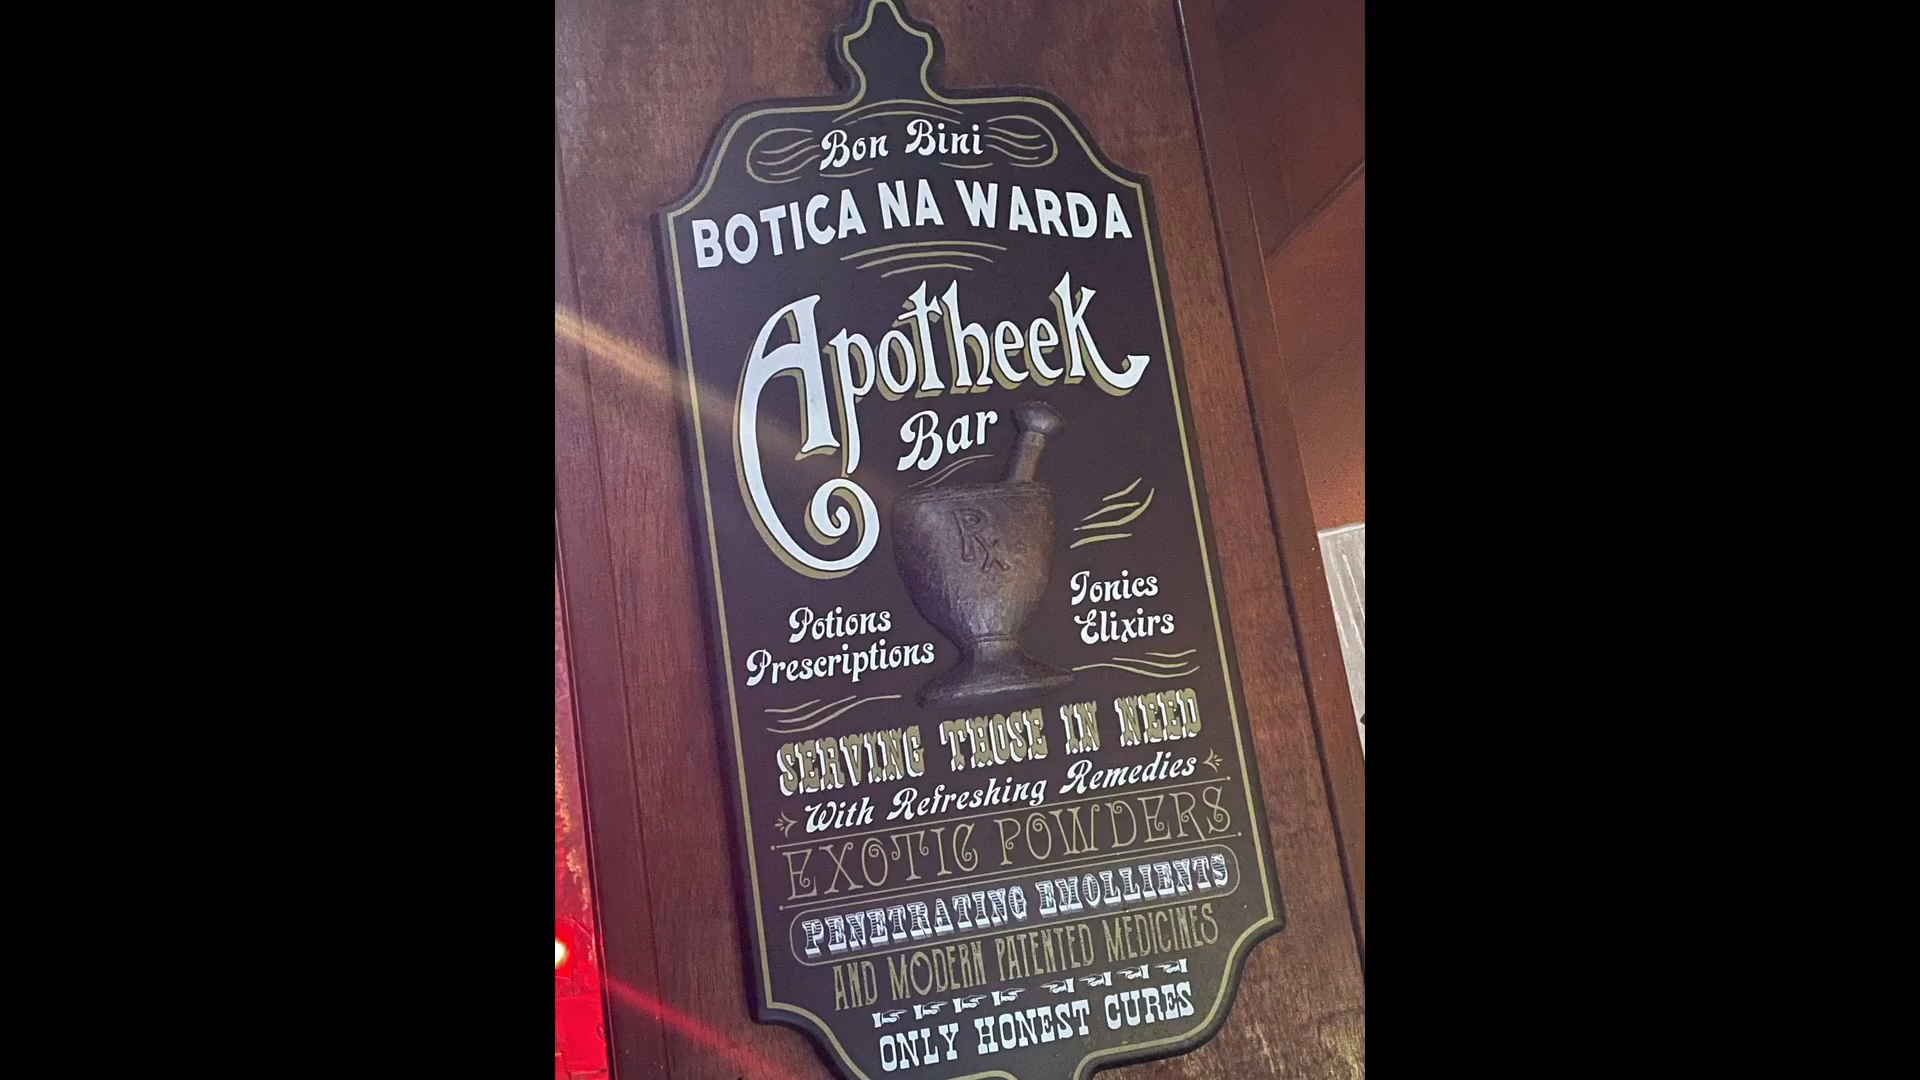 Bon Bini
BOTICA NA WARDA
Apotheek
Bar
Rx
Potions
Prescriptions
Tonics
Elixirs
SERVING THOSE IN NEED
With Refreshing Remedies
EXOTIC POWDERS
PENETRATING EMOLLIENTS
AND MODERN PATENTED MEDICINES
ONLY HONEST CURES